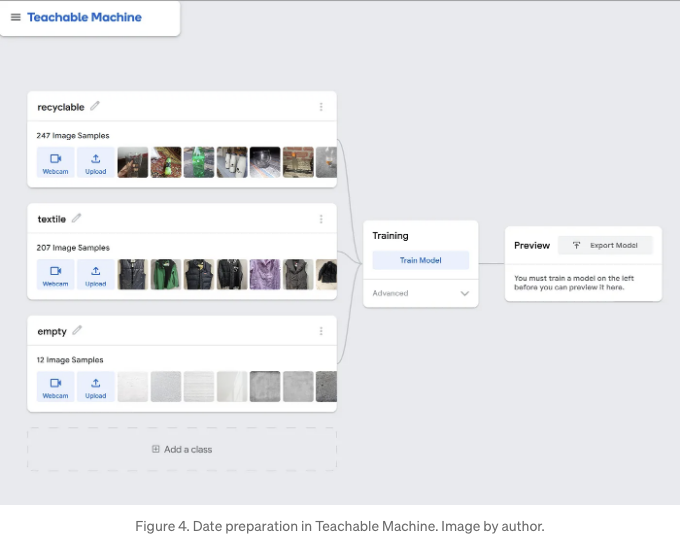 Teachable Machine
recyclable
247 Image Samples
Webcam
Upload
textile
207 Image Samples
Webcam
Upload
empty
12 Image Samples
Webcam
Upload
Add a class
Training
Train Model
Advanced
Preview
Export Model
You must train a model on the left
before you can preview it here.
Figure 4. Date preparation in Teachable Machine. Image by author.